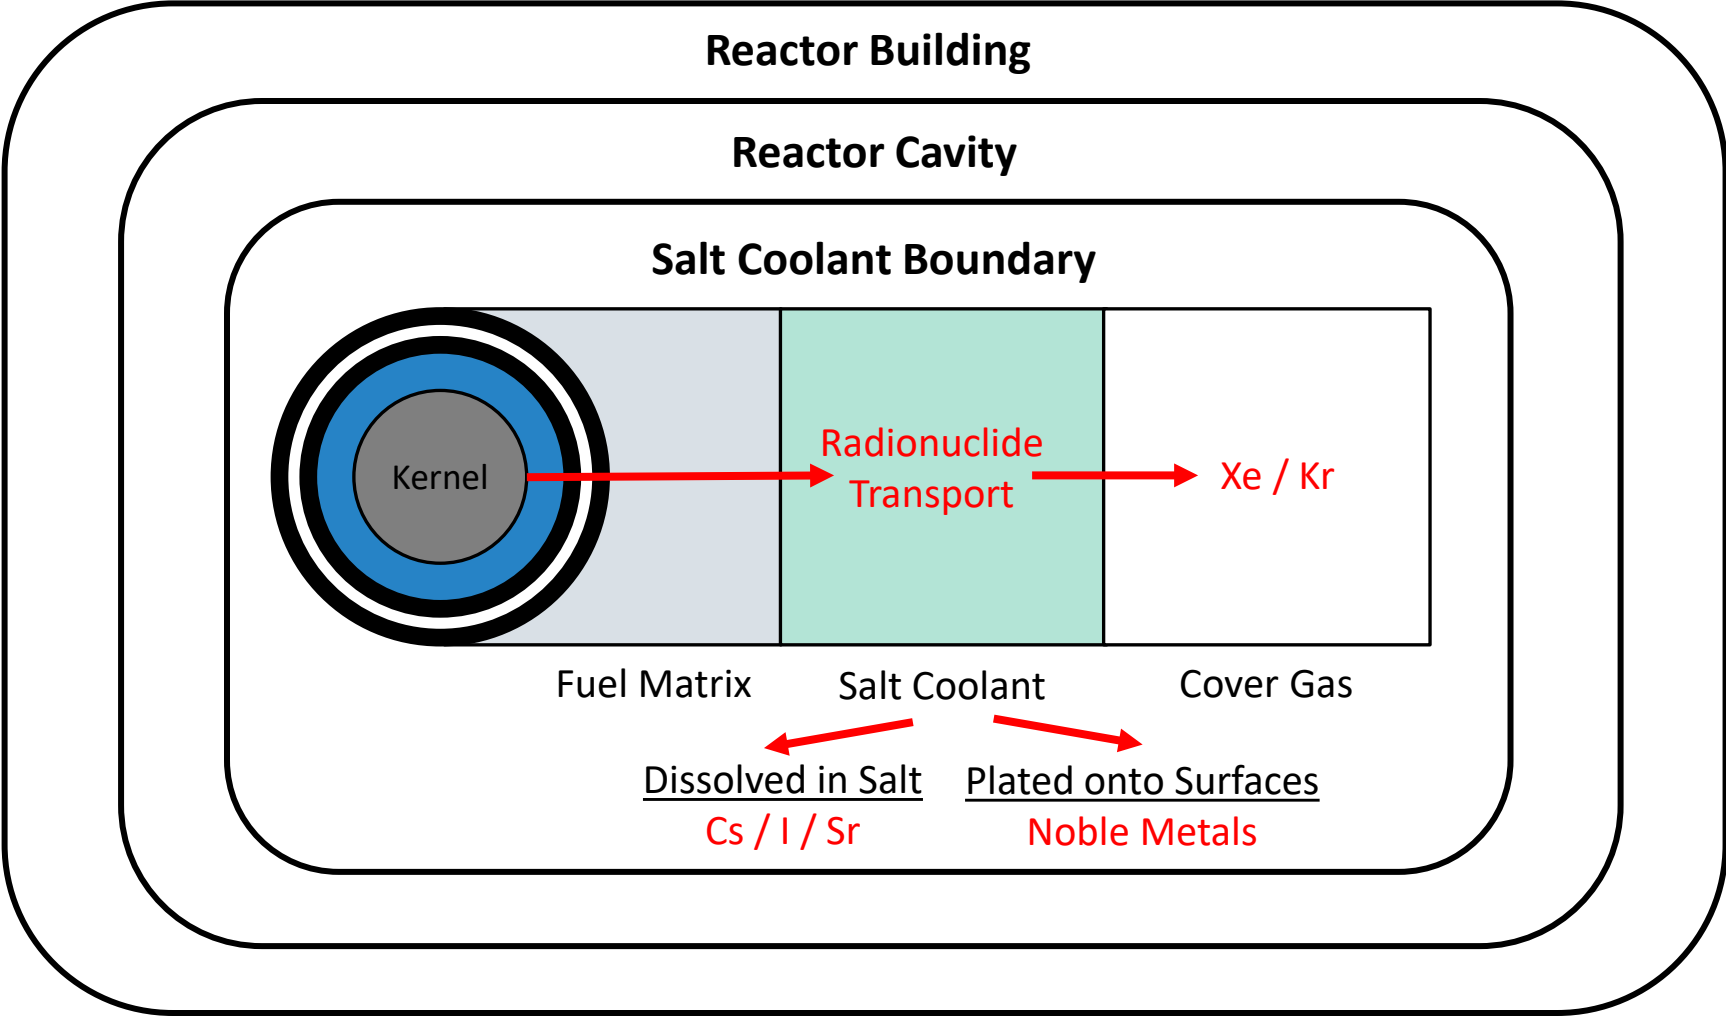 Reactor Building
Reactor Cavity
Salt Coolant Boundary
Kernel
Radionuclide
Transport
Xe / Kr
Fuel Matrix
Salt Coolant
Cover Gas
Dissolved in Salt
Cs / I / Sr
Plated onto Surfaces
Noble Metals